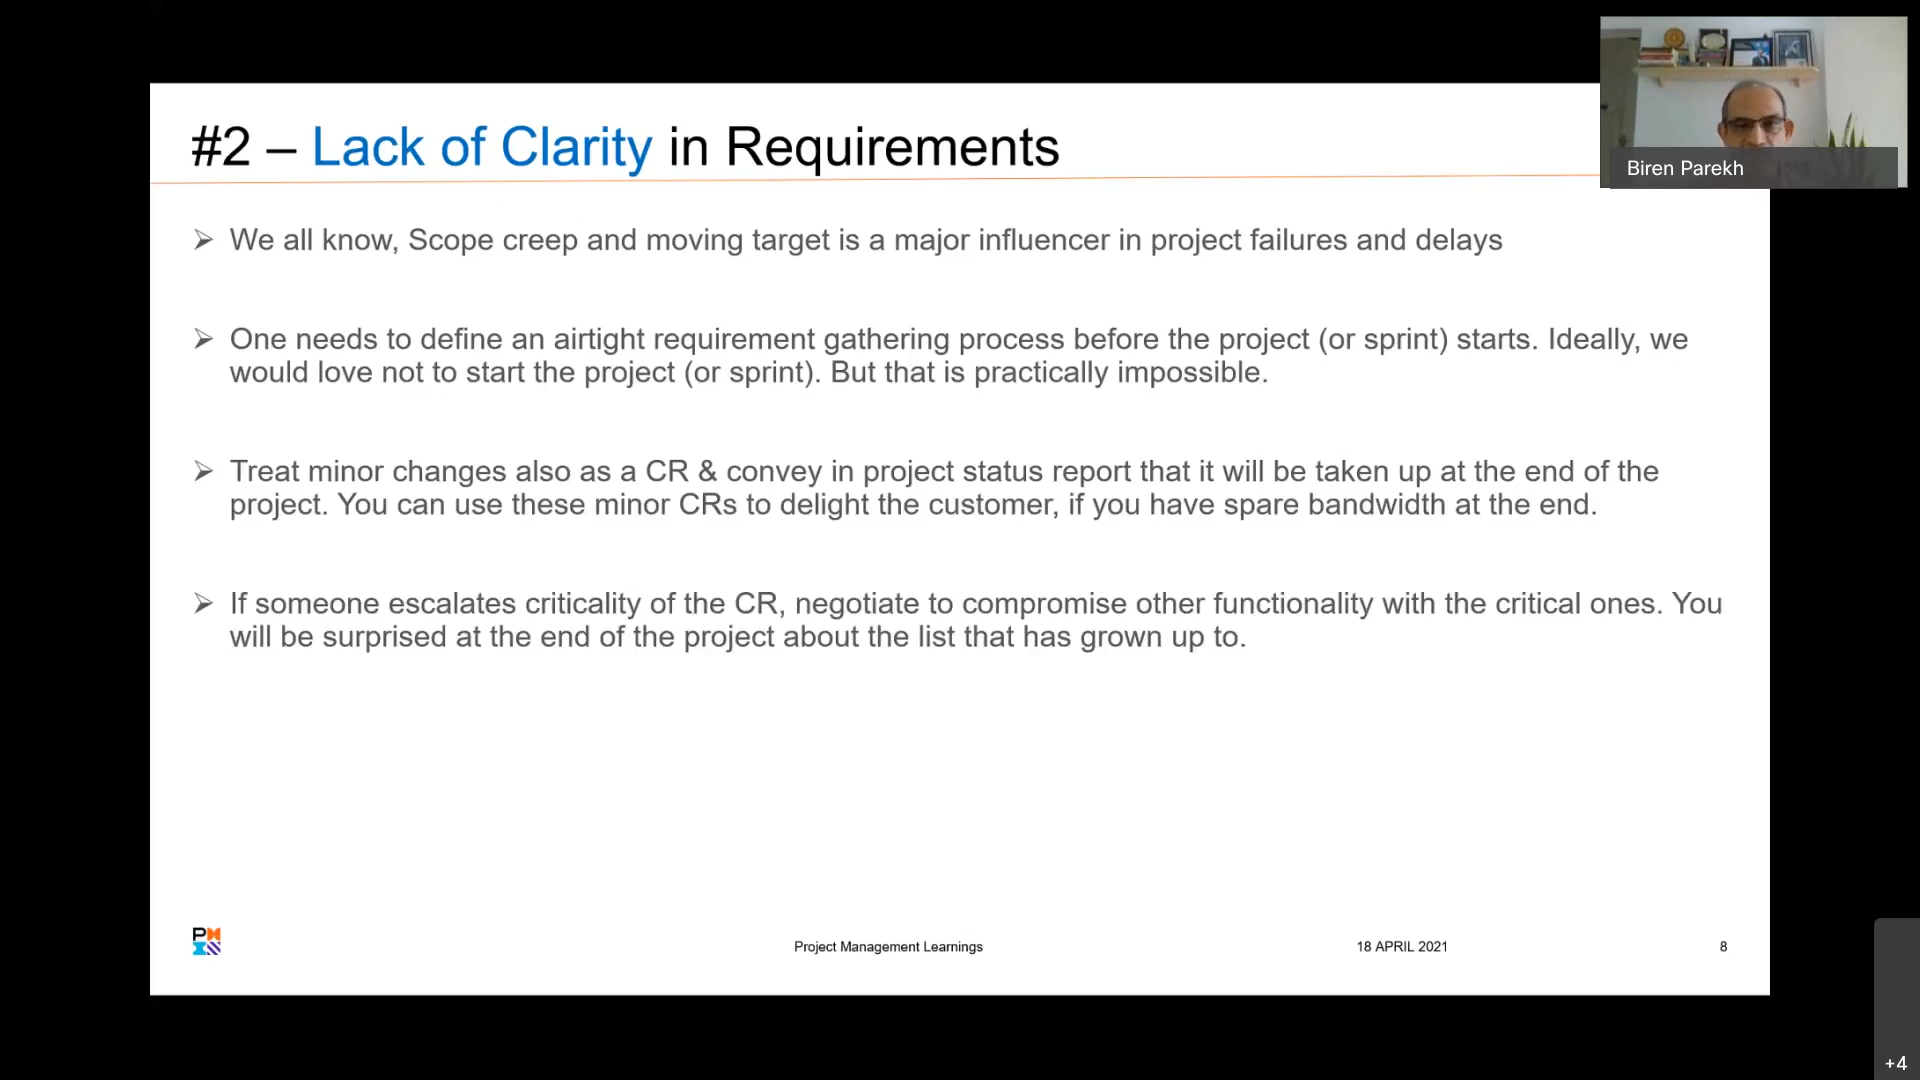 #2 – Lack of Clarity in Requirements
Biren Parekh
➢ We all know, Scope creep and moving target is a major influencer in project failures and delays
➢ One needs to define an airtight requirement gathering process before the project (or sprint) starts. Ideally, we
would love not to start the project (or sprint). But that is practically impossible.
➢ Treat minor changes also as a CR & convey in project status report that it will be taken up at the end of the
project. You can use these minor CRs to delight the customer, if you have spare bandwidth at the end.
➢ If someone escalates criticality of the CR, negotiate to compromise other functionality with the critical ones. You
will be surprised at the end of the project about the list that has grown up to.
Project Management Learnings
18 APRIL 2021
8
+4